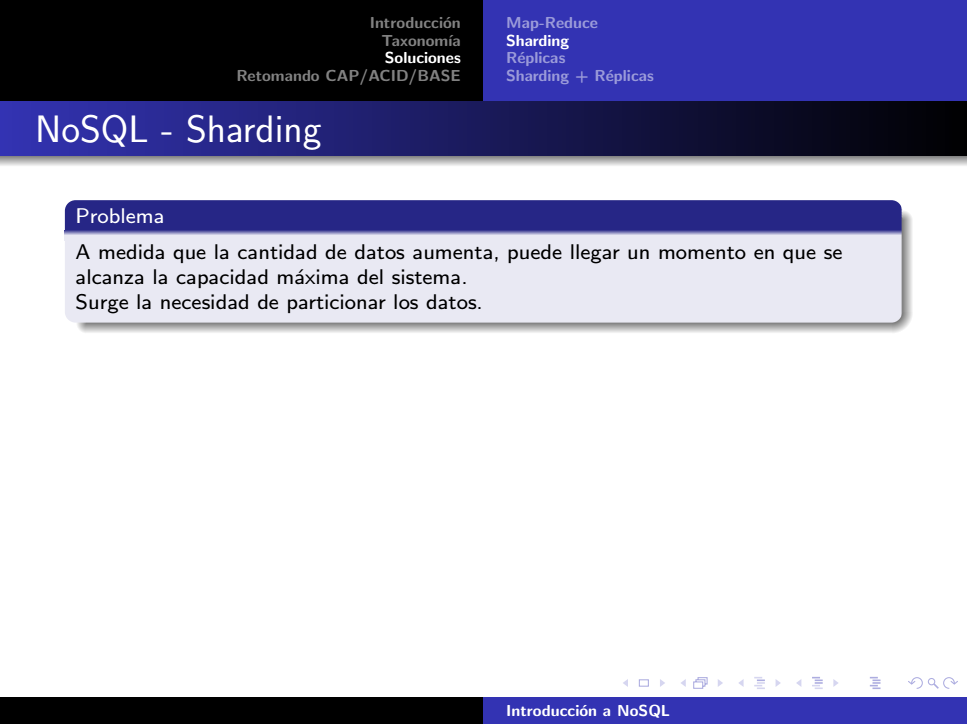 Introducción
Taxonomía
Soluciones
Retomando CAP/ACID/BASE
Map-Reduce
Sharding
Réplicas
Sharding + Réplicas
NoSQL - Sharding
Problema
A medida que la cantidad de datos aumenta, puede llegar un momento en que se
alcanza la capacidad máxima del sistema.
Surge la necesidad de particionar los datos.
Introducción a NoSQL